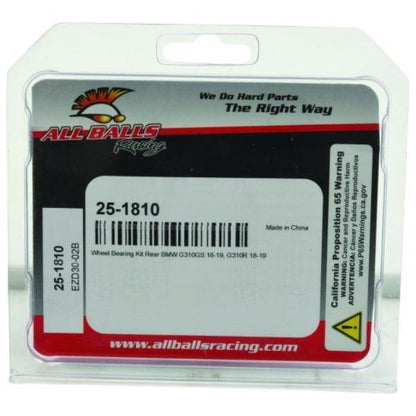 We Do Hard Parts
The Right Way
ALL BALLS
Racing
25-1810
Made in China
Wheel Bearing Kit Rear BMW G310GS 18-19, G310R 18-19
25-1810
EZD30-02B
California Proposition 65 Warning
WARNING: Cancer and Reproductive Harm
ADVERTENCIA: Cáncer y Daños Reproductivos
www.P65Warnings.ca.gov
www.allballsracing.com